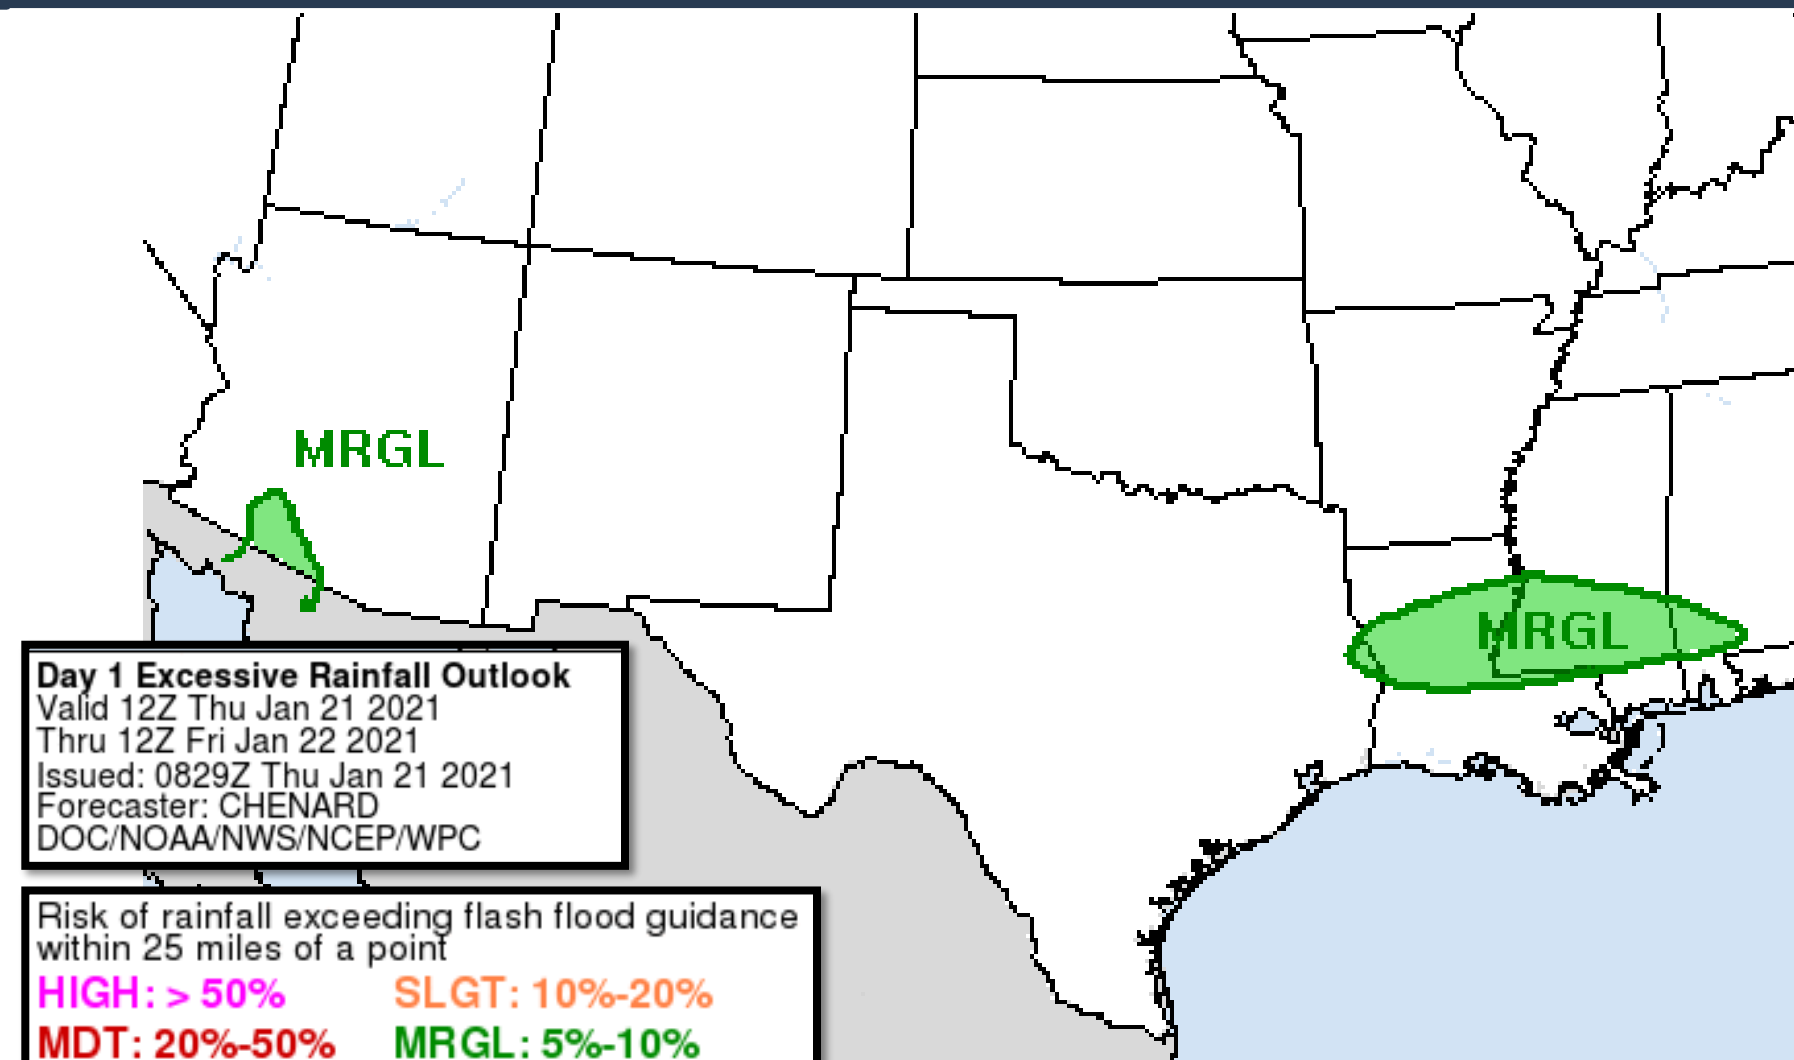 MRGL
MRGL
Day 1 Excessive Rainfall Outlook
Valid 12Z Thu Jan 21 2021
Thru 12Z Fri Jan 22 2021
Issued: 0829Z Thu Jan 21 2021
Forecaster: CHENARD
DOC/NOAA/NWS/NCEP/WPC
Risk of rainfall exceeding flash flood guidance
within 25 miles of a point
HIGH: > 50% SLGT: 10%-20%
MDT: 20%-50% MRGL: 5%-10%